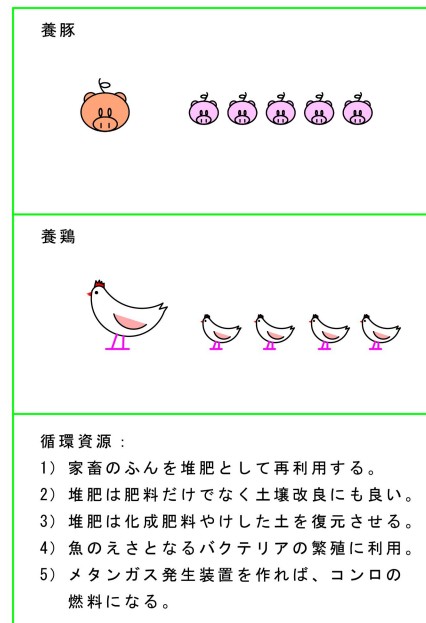 養豚
養鶏
循環資源：
1) 家畜のふんを堆肥として再利用する。
2) 堆肥は肥料だけでなく土壌改良にも良い。
3) 堆肥は化成肥料やけした土を復元させる。
4) 魚のえさとなるバクテリアの繁殖に利用。
5) メタンガス発生装置を作れば、コンロの
燃料になる。